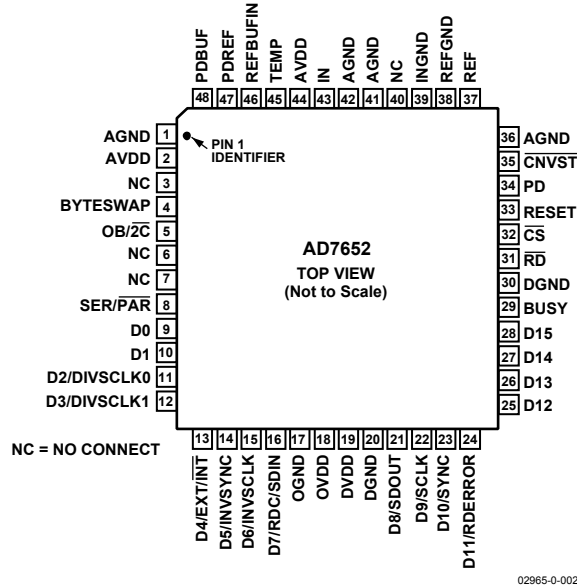 PDBUF
PDREF
REFBUFIN
TEMP
AVDD
IN
AGND
AGND
NC
INGND
REFGND
REF
48 47 46 45 44 43 42 41 40 39 38 37
AGND 1
AVDD 2
NC 3
BYTESWAP 4
OB/2C 5
NC 6
NC 7
SER/PAR 8
D0 9
D1 10
D2/DIVSCLK0 11
D3/DIVSCLK1 12
PIN 1
IDENTIFIER
AD7652
TOP VIEW
(Not to Scale)
36 AGND
35 CNVST
34 PD
33 RESET
32 CS
31 RD
30 DGND
29 BUSY
28 D15
27 D14
26 D13
25 D12
NC = NO CONNECT
13 14 15 16 17 18 19 20 21 22 23 24
D4/EXT/INT
D5/INVSYNC
D6/INVSCLK
D7/RDC/SDIN
OGND
OVDD
DVDD
DGND
D8/SDOUT
D9/SCLK
D10/SYNC
D11/RDERROR
02965-0-002